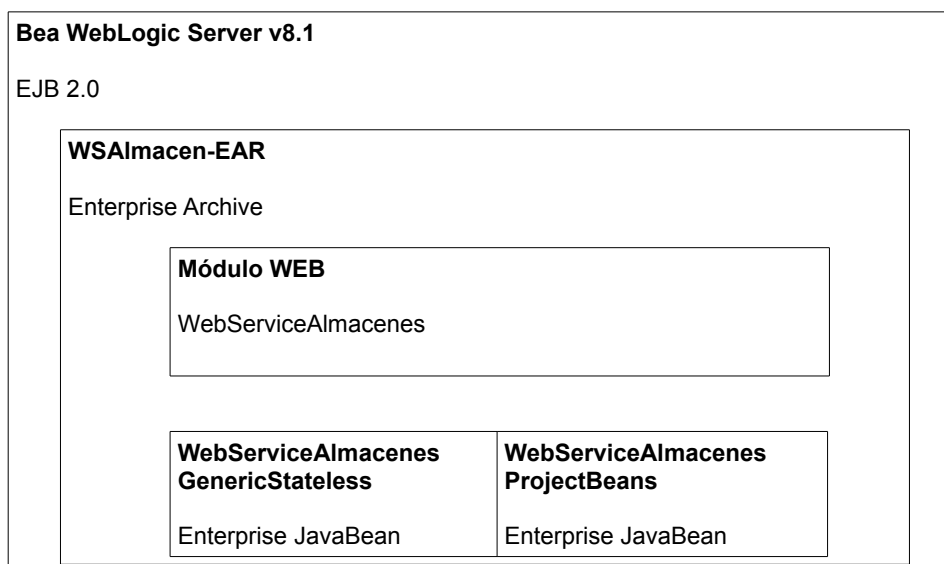 Bea WebLogic Server v8.1
EJB 2.0
WSAlmacen-EAR
Enterprise Archive
Módulo WEB
WebServiceAlmacenes
WebServiceAlmacenes
GenericStateless
Enterprise JavaBean
WebServiceAlmacenes
ProjectBeans
Enterprise JavaBean